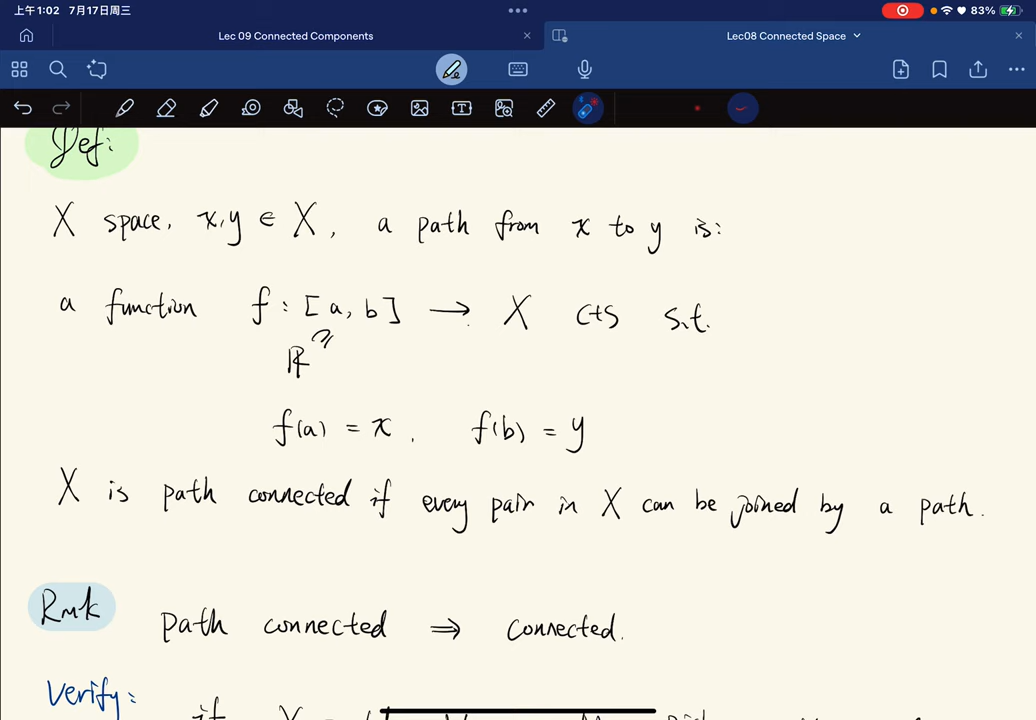 上午1:02 7月17日周三
83%
Lec 09 Connected Components
Lec08 Connected Space
Def:
X space, x,y ∈ X, a path from x to y is:
a function f : [a, b] → X cts s.t.
ℝ
f(a) = x, f(b) = y
X is path connected if every pair in X can be joined by a path.
Rmk
path connected ⇒ connected.
Verify:
if X